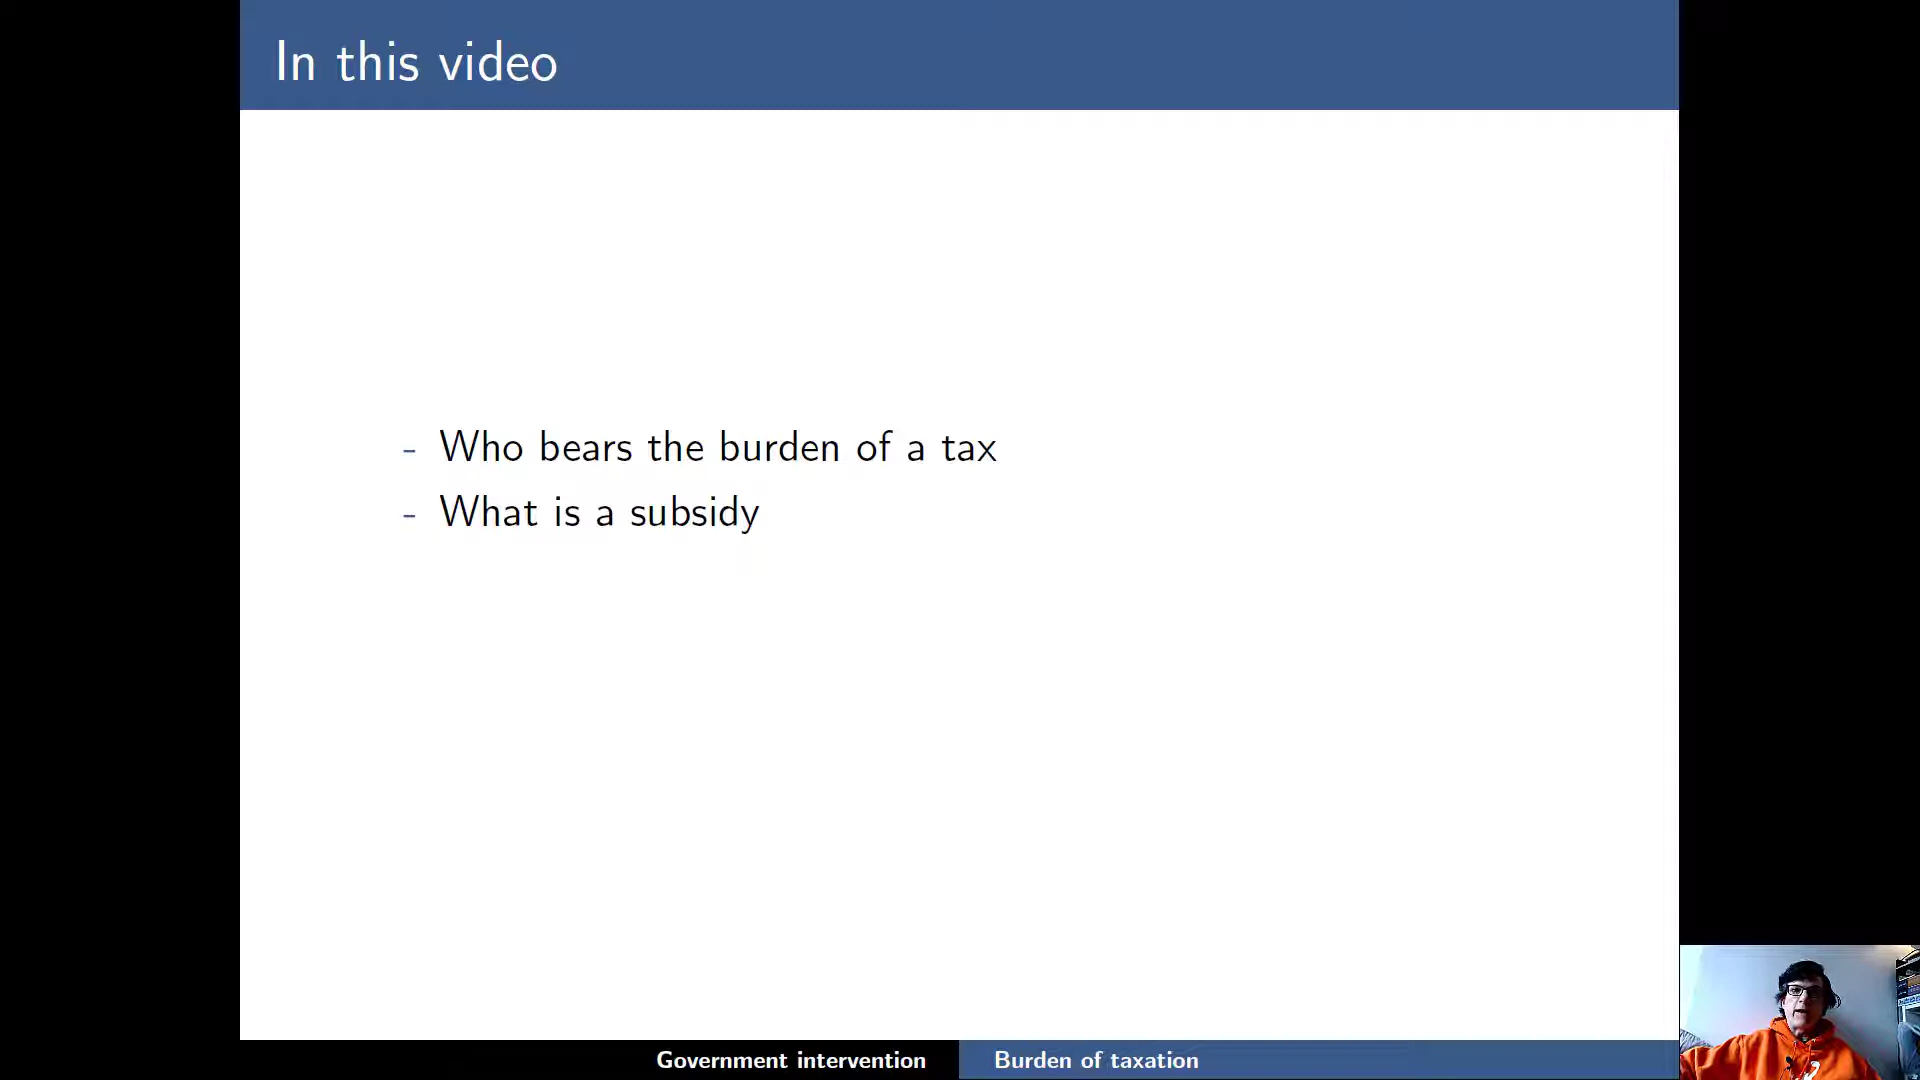 In this video
- Who bears the burden of a tax
- What is a subsidy
Government intervention
Burden of taxation